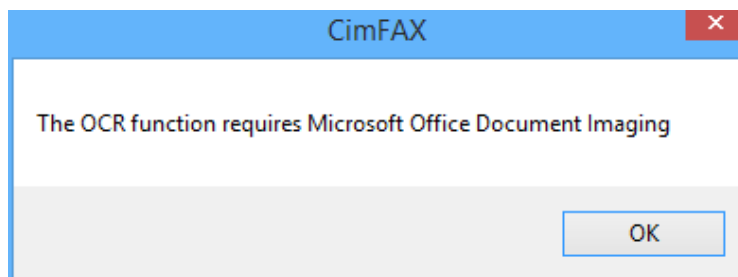 CimFAX
The OCR function requires Microsoft Office Document Imaging
OK